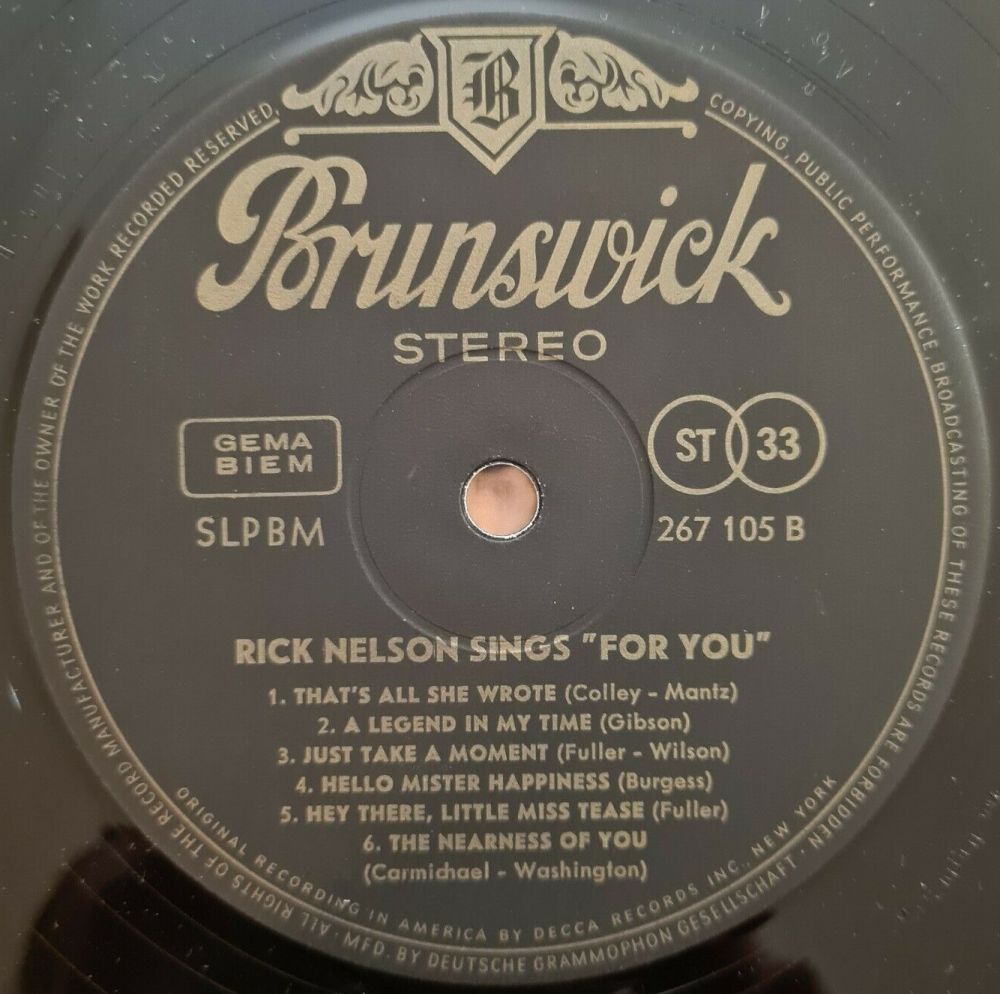 B
Brunswick
STEREO
GEMA
BIEM
SLPBM
ST 33
267 105 B
RICK NELSON SINGS "FOR YOU"
1. THAT'S ALL SHE WROTE (Colley - Mantz)
2. A LEGEND IN MY TIME (Gibson)
3. JUST TAKE A MOMENT (Fuller - Wilson)
4. HELLO MISTER HAPPINESS (Burgess)
5. HEY THERE, LITTLE MISS TEASE (Fuller)
6. THE NEARNESS OF YOU
(Carmichael - Washington)
ORIGINAL RECORDING IN AMERICA BY DECCA RECORDS INC., NEW YORK
ALL RIGHTS OF THE RECORD MANUFACTURER AND OF THE OWNER OF THE WORK RECORDED RESERVED. COPYING, PUBLIC PERFORMANCE, BROADCASTING OF THESE RECORDS ARE FORBIDDEN · MFD. BY DEUTSCHE GRAMMOPHON GESELLSCHAFT ·